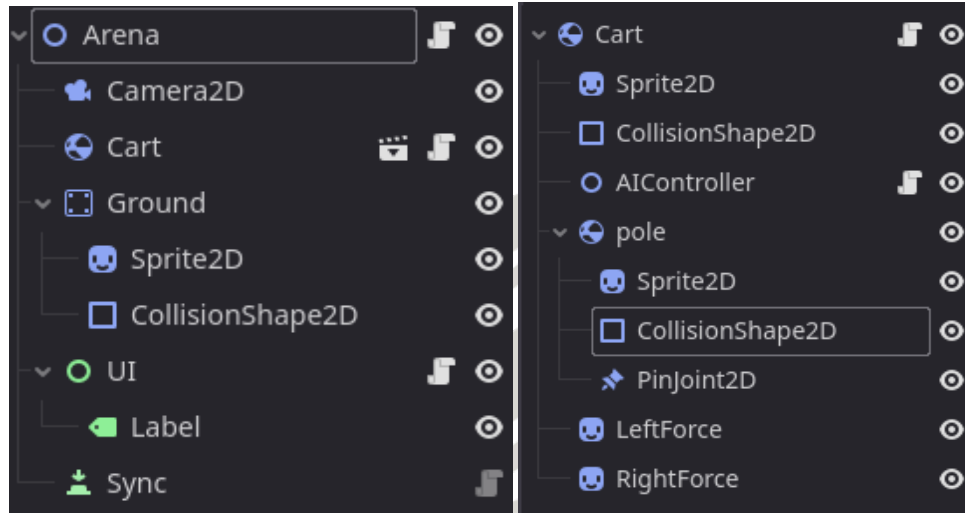 Arena
Camera2D
Cart
Ground
Sprite2D
CollisionShape2D
UI
Label
Sync
Cart
Sprite2D
CollisionShape2D
AIController
pole
Sprite2D
CollisionShape2D
PinJoint2D
LeftForce
RightForce